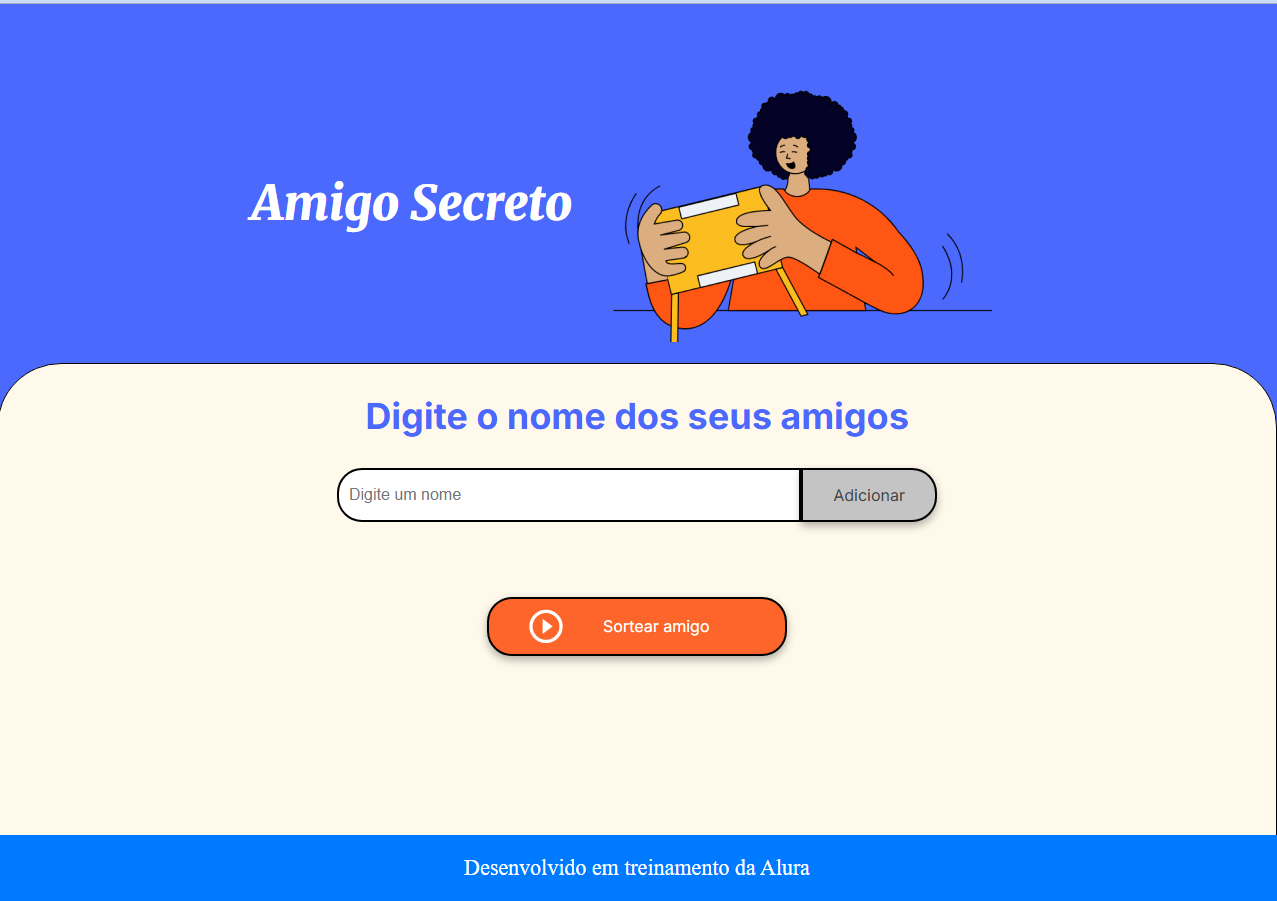 Amigo Secreto
Digite o nome dos seus amigos
Digite um nome
Adicionar
Sortear amigo
Desenvolvido em treinamento da Alura